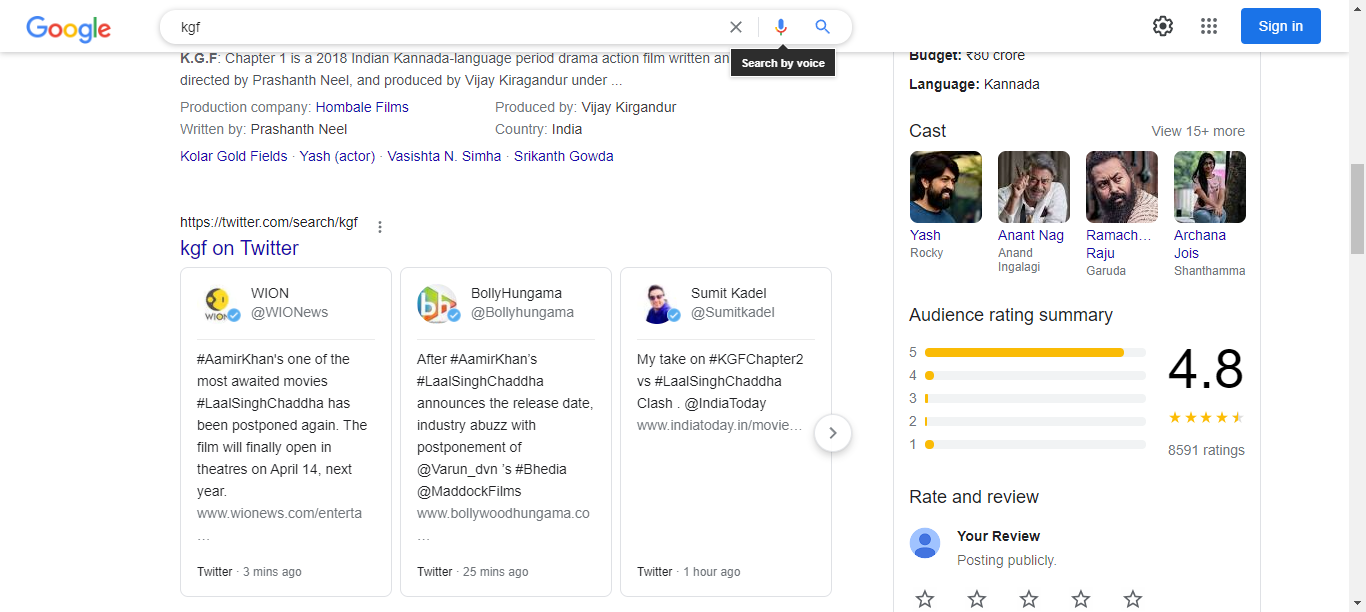 Google
kgf
Sign in
Search by voice
K.G.F: Chapter 1 is a 2018 Indian Kannada-language period drama action film written an
directed by Prashanth Neel, and produced by Vijay Kiragandur under ...
Production company: Hombale Films
Produced by: Vijay Kirgandur
Written by: Prashanth Neel
Country: India
Kolar Gold Fields · Yash (actor) · Vasishta N. Simha · Srikanth Gowda
https://twitter.com/search/kgf
kgf on Twitter
WION
@WIONews
#AamirKhan's one of the
most awaited movies
#LaalSinghChaddha has
been postponed again. The
film will finally open in
theatres on April 14, next
year.
www.wionews.com/enterta
...
Twitter · 3 mins ago
BollyHungama
@Bollyhungama
After #AamirKhan’s
#LaalSinghChaddha
announces the release date,
industry abuzz with
postponement of
@Varun_dvn ’s #Bhedia
@MaddockFilms
www.bollywoodhungama.co
...
Twitter · 25 mins ago
Sumit Kadel
@Sumitkadel
My take on #KGFChapter2
vs #LaalSinghChaddha
Clash . @IndiaToday
www.indiatoday.in/movie...
Twitter · 1 hour ago
Budget: ₹80 crore
Language: Kannada
Cast
View 15+ more
Yash
Rocky
Anant Nag
Anand
Ingalagi
Ramach...
Raju
Garuda
Archana
Jois
Shanthamma
Audience rating summary
5
4
3
2
1
4.8
8591 ratings
Rate and review
Your Review
Posting publicly.